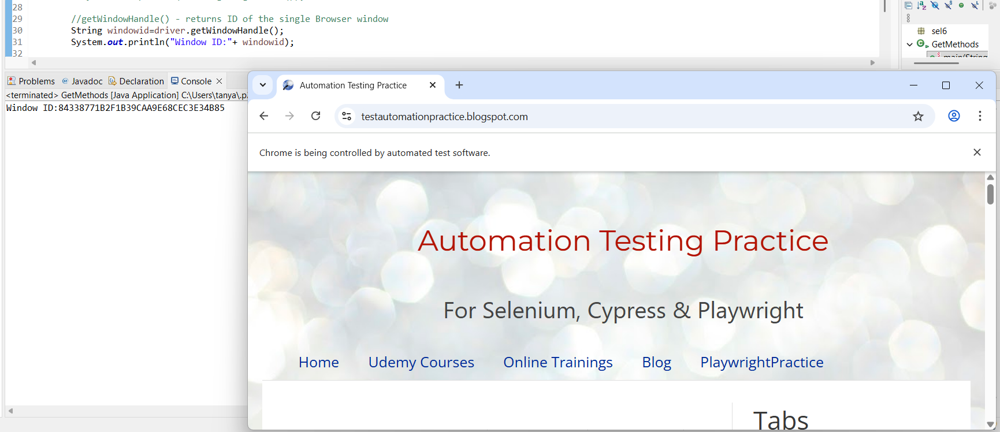 28
29 //getWindowHandle() - returns ID of the single Browser window
30 String windowid=driver.getWindowHandle();
31 System.out.println("Window ID:"+ windowid);
32
sel6
GetMethods
main(String
Problems Javadoc Declaration Console
<terminated> GetMethods [Java Application] C:\Users\tanya\.p
Window ID:84338771B2F1B39CAA9E68CEC3E34B85
Automation Testing Practice
testautomationpractice.blogspot.com
Chrome is being controlled by automated test software.
Automation Testing Practice
For Selenium, Cypress & Playwright
Home Udemy Courses Online Trainings Blog PlaywrightPractice
Tabs